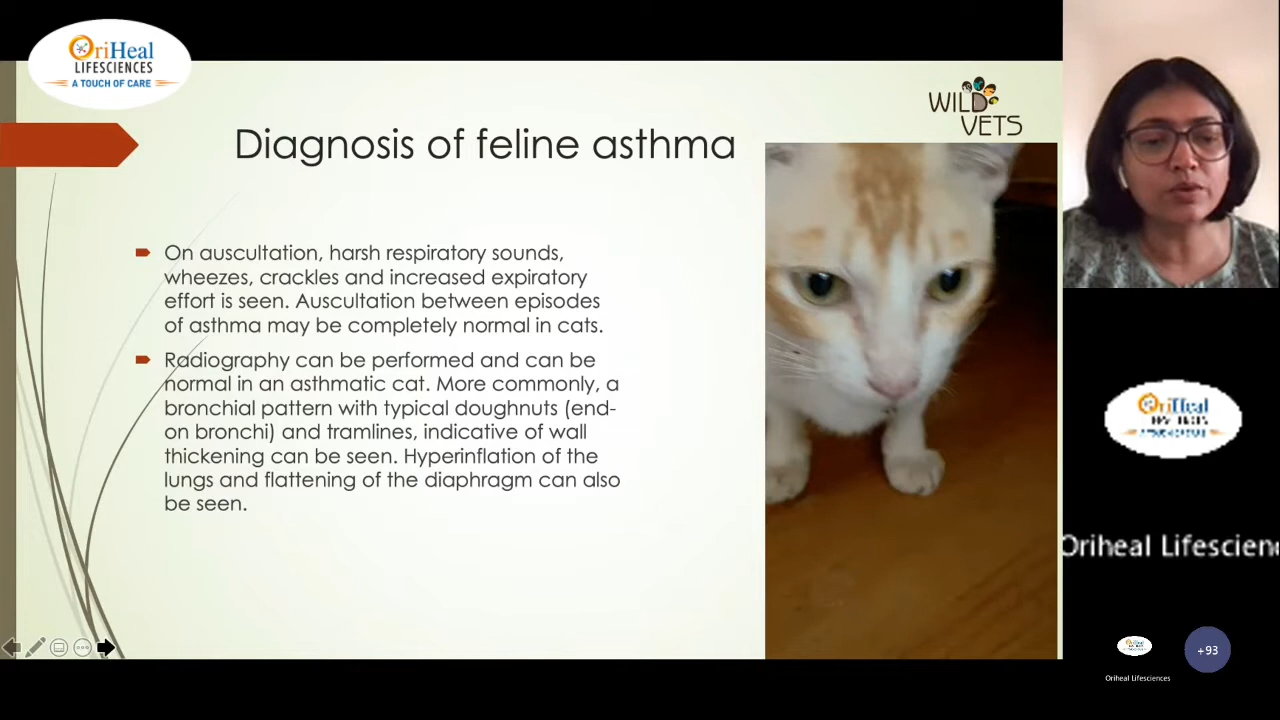 OriHeal
LIFESCIENCES
A TOUCH OF CARE
WILD
VETS
Diagnosis of feline asthma
On auscultation, harsh respiratory sounds,
wheezes, crackles and increased expiratory
effort is seen. Auscultation between episodes
of asthma may be completely normal in cats.
Radiography can be performed and can be
normal in an asthmatic cat. More commonly, a
bronchial pattern with typical doughnuts (end-
on bronchi) and tramlines, indicative of wall
thickening can be seen. Hyperinflation of the
lungs and flattening of the diaphragm can also
be seen.
OriHeal
Oriheal Lifescien
+93
Oriheal Lifesciences